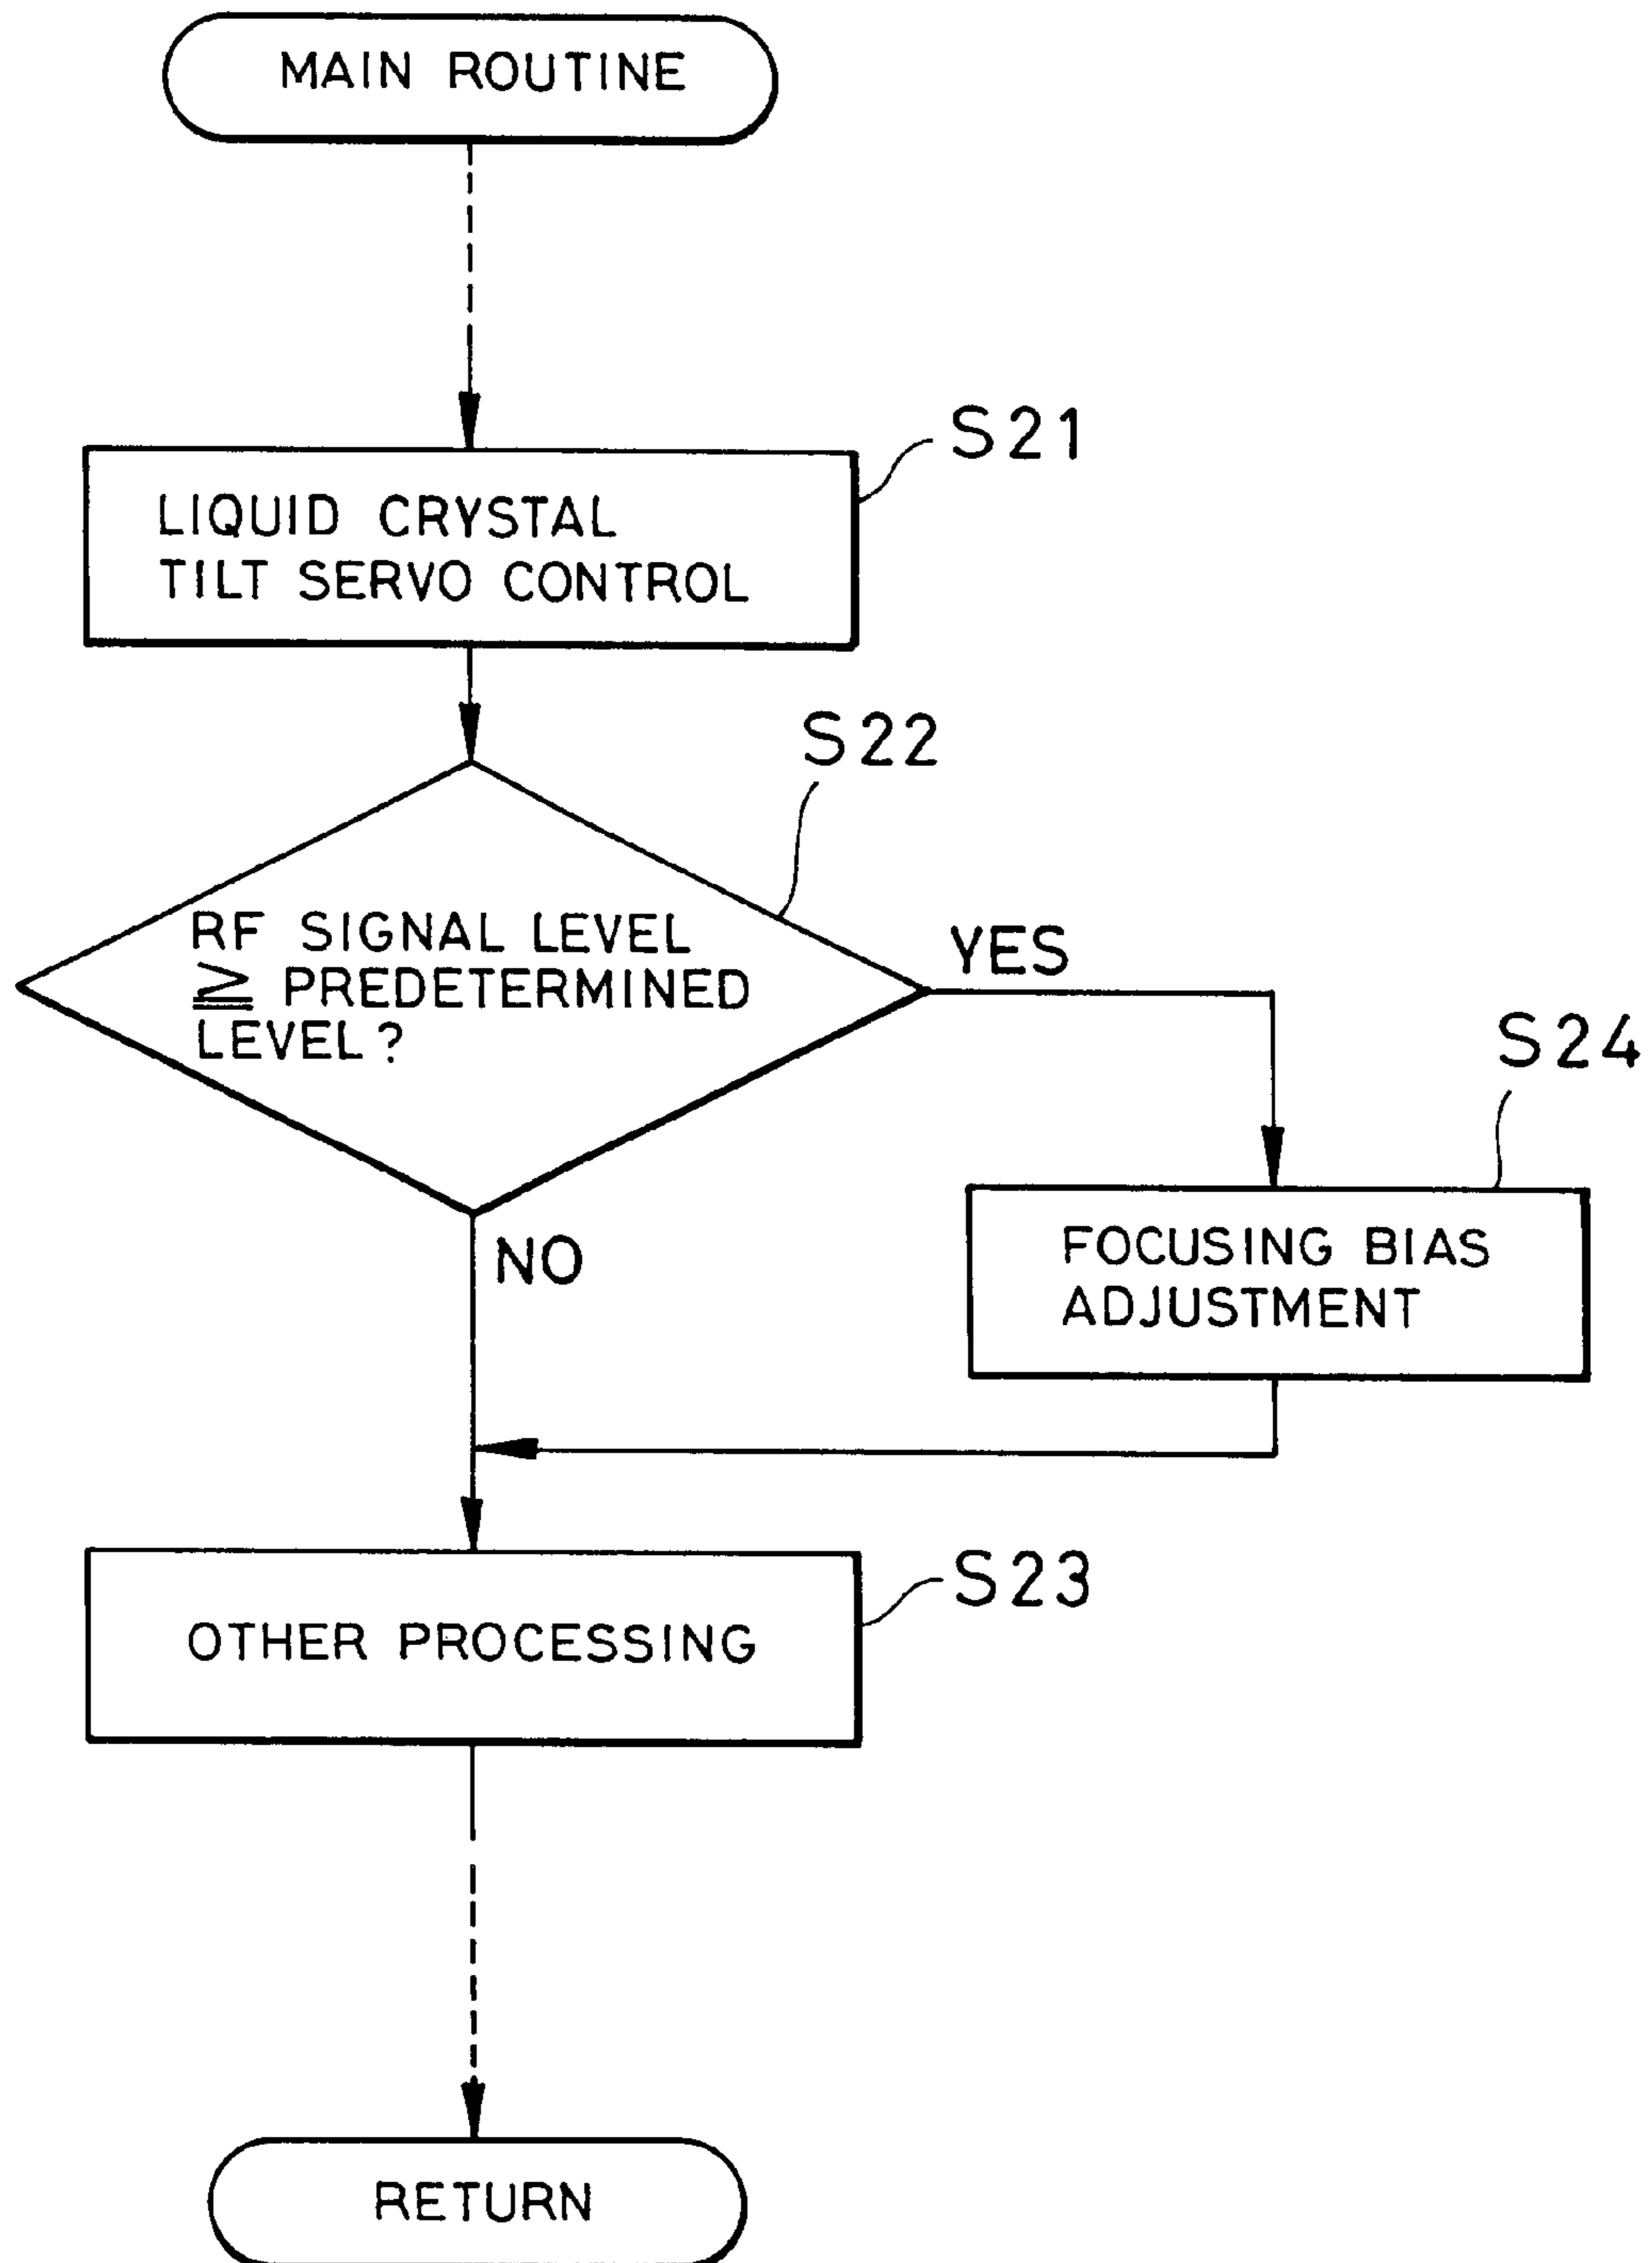 MAIN ROUTINE
S21
LIQUID CRYSTAL
TILT SERVO CONTROL
S22
RF SIGNAL LEVEL
≧ PREDETERMINED
LEVEL?
YES
S24
NO
FOCUSING BIAS
ADJUSTMENT
S23
OTHER PROCESSING
RETURN